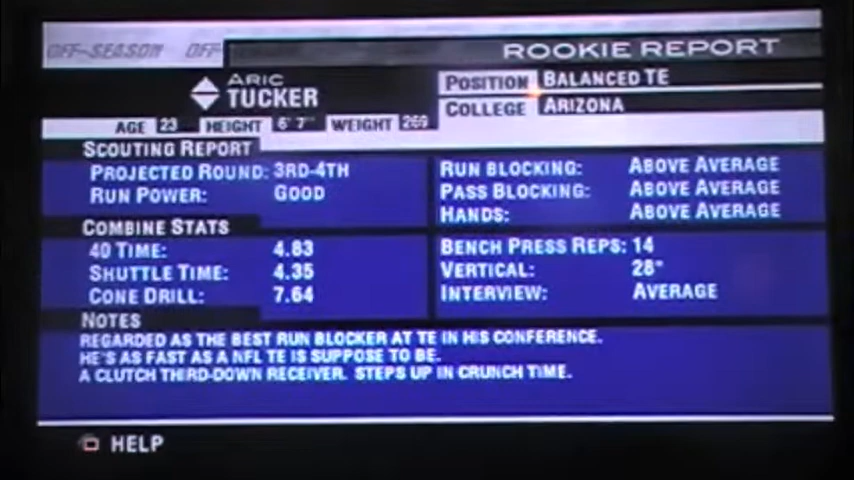 OFF-SEASON OFF-
ROOKIE REPORT
ARIC
TUCKER
POSITION BALANCED TE
COLLEGE ARIZONA
AGE 23 HEIGHT 6' 7" WEIGHT 269
SCOUTING REPORT
PROJECTED ROUND: 3RD-4TH
RUN POWER: GOOD
RUN BLOCKING: ABOVE AVERAGE
PASS BLOCKING: ABOVE AVERAGE
HANDS: ABOVE AVERAGE
COMBINE STATS
40 TIME: 4.83
SHUTTLE TIME: 4.35
CONE DRILL: 7.64
BENCH PRESS REPS: 14
VERTICAL: 28"
INTERVIEW: AVERAGE
NOTES
REGARDED AS THE BEST RUN BLOCKER AT TE IN HIS CONFERENCE.
HE'S AS FAST AS A NFL TE IS SUPPOSE TO BE.
A CLUTCH THIRD-DOWN RECEIVER. STEPS UP IN CRUNCH TIME.
HELP